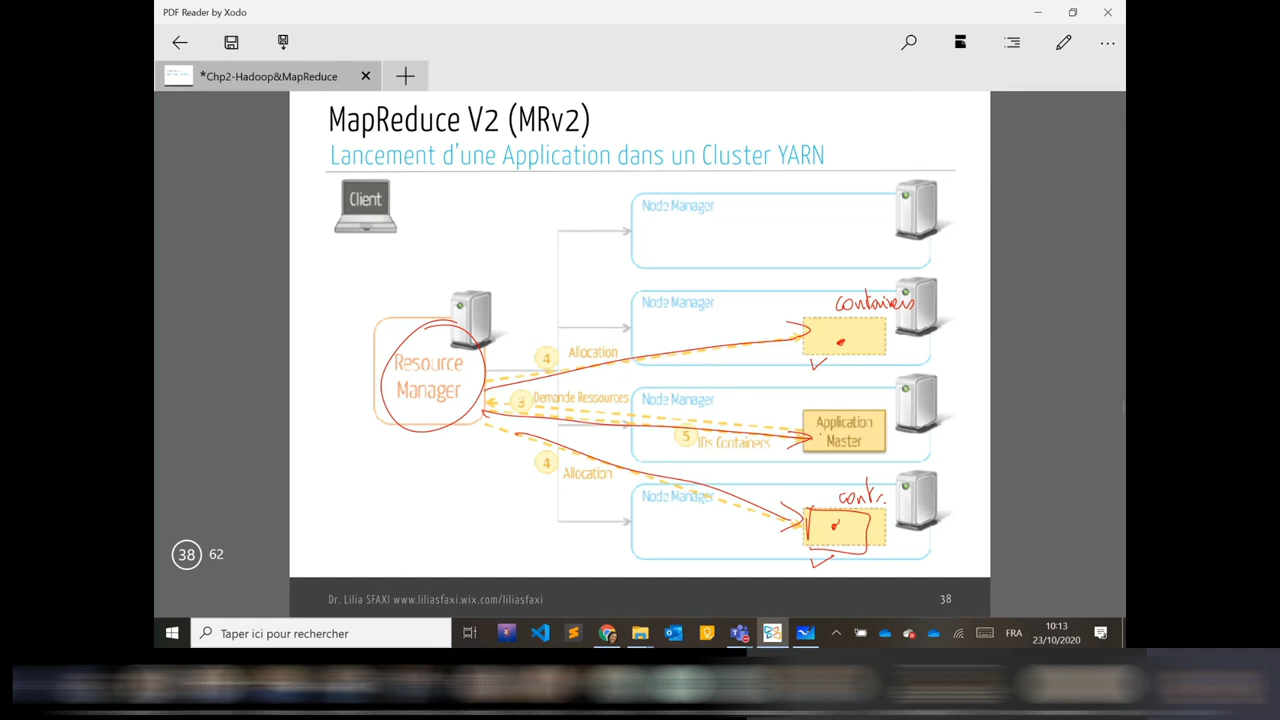 PDF Reader by Xodo
*Chp2-Hadoop&MapReduce
MapReduce V2 (MRv2)
Lancement d'une Application dans un Cluster YARN
Client
Node Manager
Node Manager
containers
Resource
Manager
4
Allocation
3
Demande Ressources
Node Manager
Application
Master
5
IDs Containers
4
Allocation
Node Manager
cont.
38
62
Dr. Lilia SFAXI www.liliasfaxi.wix.com/liliasfaxi
38
Taper ici pour rechercher
FRA
10:13
23/10/2020